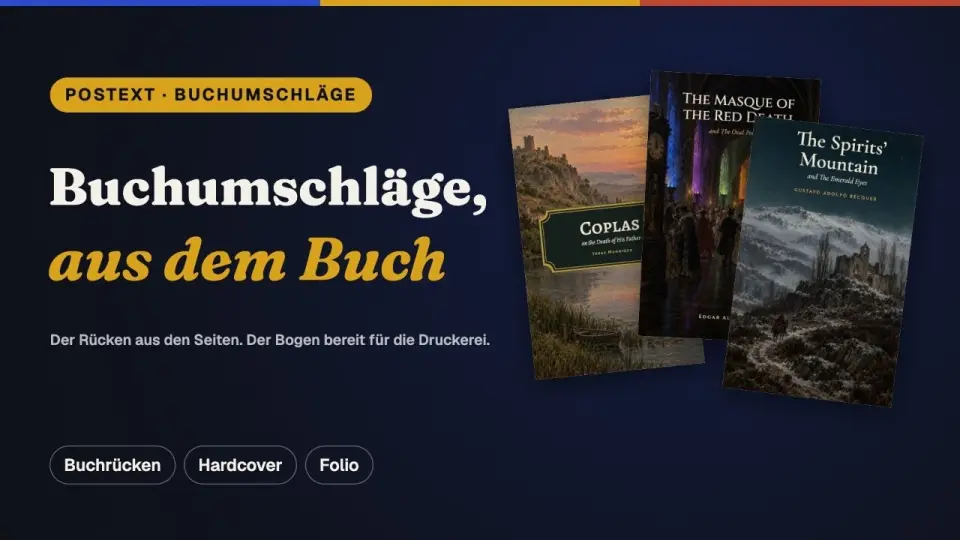 POSTEXT · BUCHUMSCHLÄGE
Buchumschläge,
aus dem Buch
Der Rücken aus den Seiten. Der Bogen bereit für die Druckerei.
Buchrücken
Hardcover
Folio
COPLAS
on the Death of His Father
JORGE MANRIQUE
THE MASQUE OF
THE RED DEATH
and The Oval
EDGAR
The Spirits'
Mountain
and The Emerald Eyes
GUSTAVO ADOLFO BÉCQUER